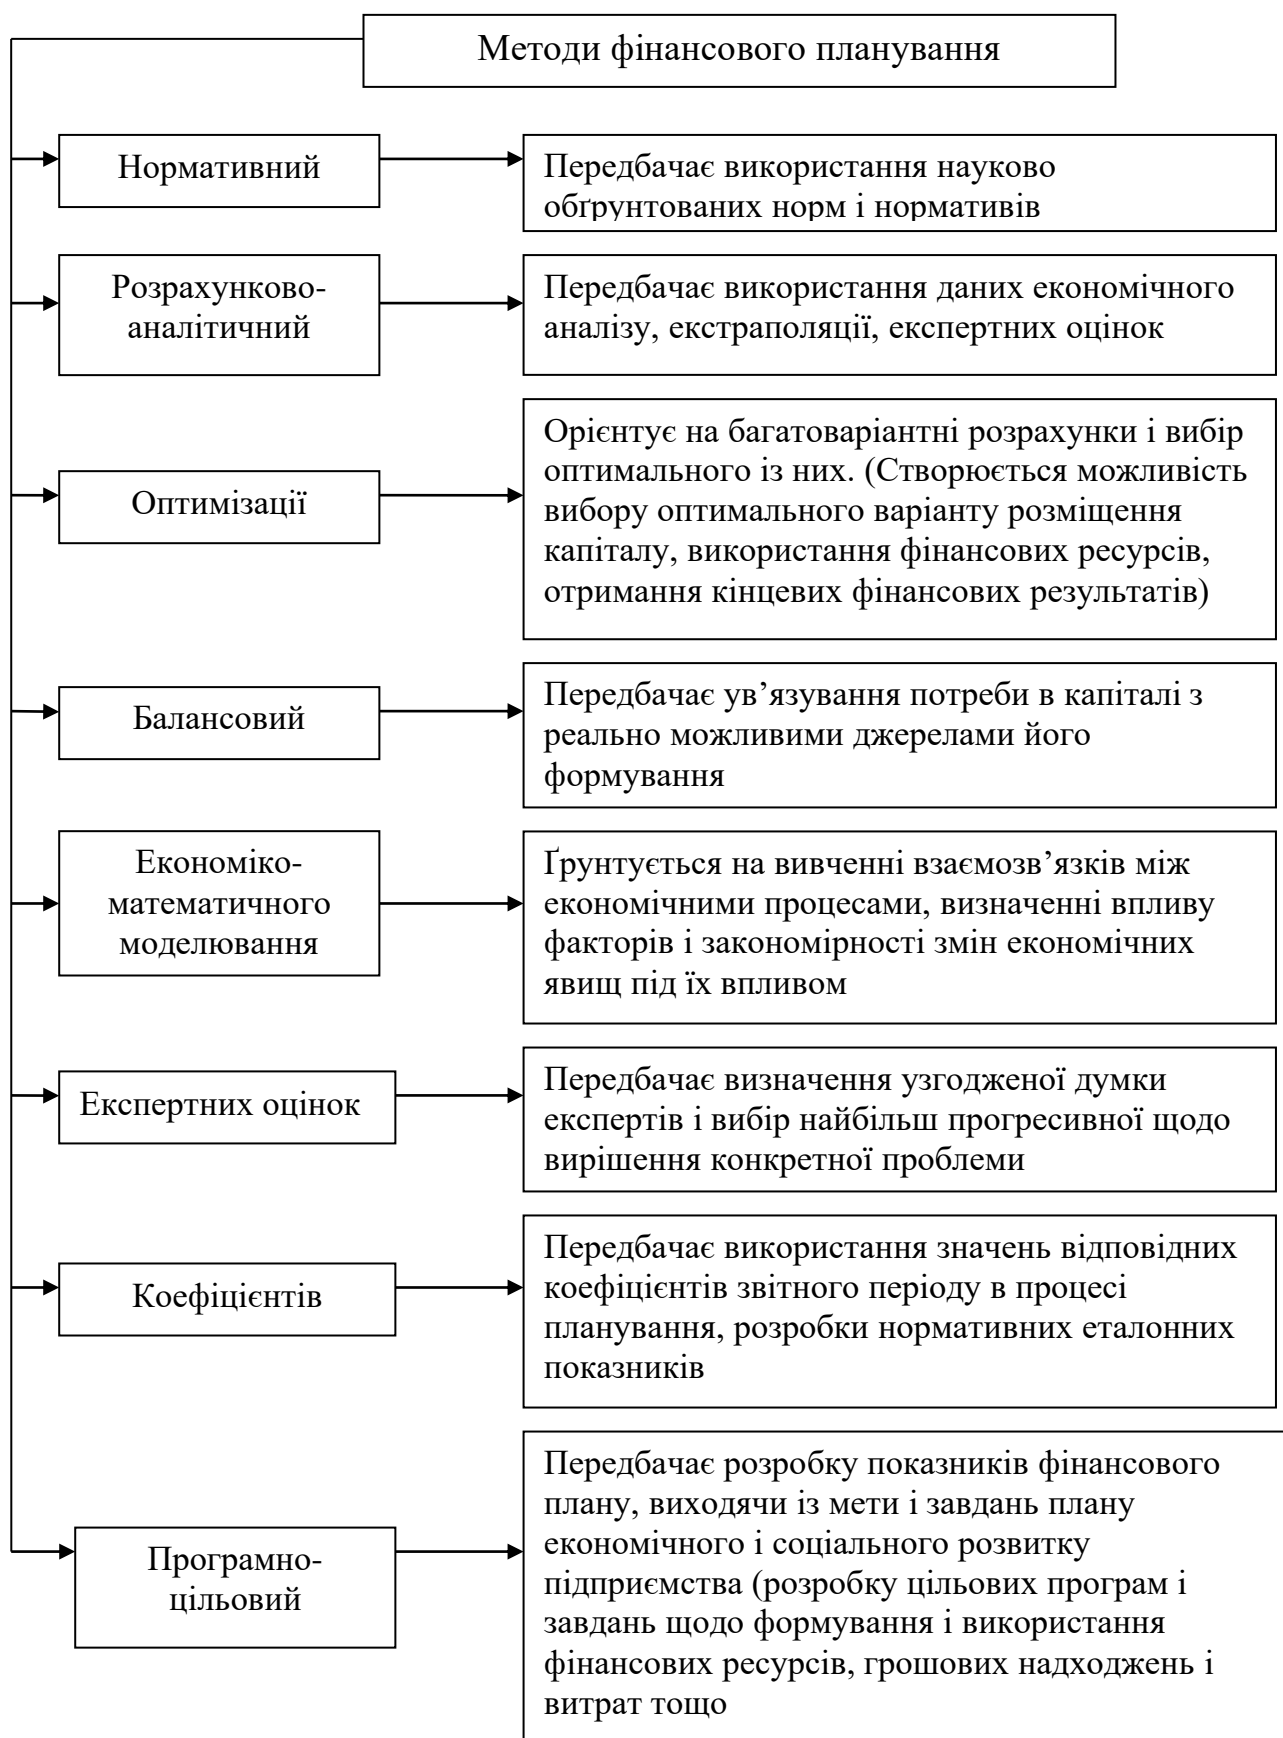 Методи фінансового планування
Нормативний
Передбачає використання науково
обґрунтованих норм і нормативів
Розрахунково-
аналітичний
Передбачає використання даних економічного
аналізу, екстраполяції, експертних оцінок
Оптимізації
Орієнтує на багатоваріантні розрахунки і вибір
оптимального із них. (Створюється можливість
вибору оптимального варіанту розміщення
капіталу, використання фінансових ресурсів,
отримання кінцевих фінансових результатів)
Балансовий
Передбачає ув’язування потреби в капіталі з
реально можливими джерелами його
формування
Економіко-
математичного
моделювання
Ґрунтується на вивченні взаємозв’язків між
економічними процесами, визначенні впливу
факторів і закономірності змін економічних
явищ під їх впливом
Експертних оцінок
Передбачає визначення узгодженої думки
експертів і вибір найбільш прогресивної щодо
вирішення конкретної проблеми
Коефіцієнтів
Передбачає використання значень відповідних
коефіцієнтів звітного періоду в процесі
планування, розробки нормативних еталонних
показників
Програмно-
цільовий
Передбачає розробку показників фінансового
плану, виходячи із мети і завдань плану
економічного і соціального розвитку
підприємства (розробку цільових програм і
завдань щодо формування і використання
фінансових ресурсів, грошових надходжень і
витрат тощо